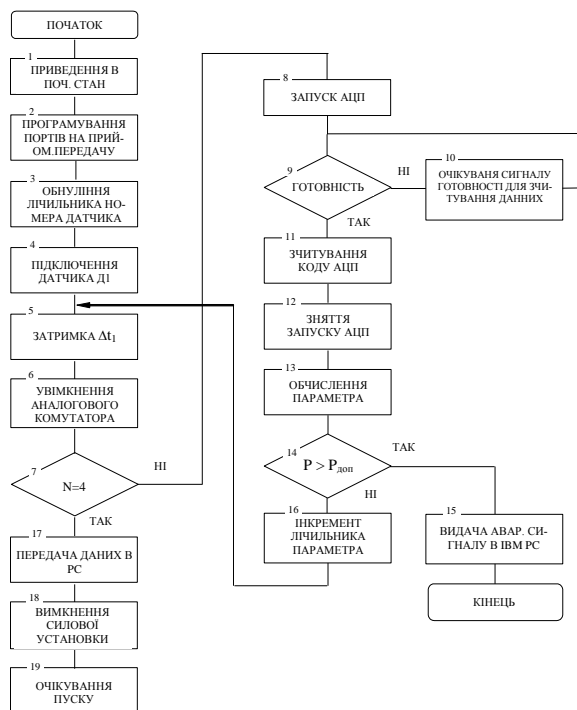 ПОЧАТОК
1
ПРИВЕДЕННЯ В
ПОЧ. СТАН
2
ПРОГРАМУВАННЯ
ПОРТІВ НА ПРИЙ-
ОМ.ПЕРЕДАЧУ
3
ОБНУЛІННЯ
ЛІЧИЛЬНИКА НО-
МЕРА ДАТЧИКА
4
ПІДКЛЮЧЕННЯ
ДАТЧИКА Д1
5
ЗАТРИМКА Δt1
6
УВІМКНЕННЯ
АНАЛОГОВОГО
КОМУТАТОРА
7
N=4
НІ
ТАК
17
ПЕРЕДАЧА ДАНИХ В
РС
18
ВИМКНЕННЯ
СИЛОВОЇ
УСТАНОВКИ
19
ОЧІКУВАННЯ
ПУСКУ
8
ЗАПУСК АЦП
9
ГОТОВНІСТЬ
НІ
ТАК
10
ОЧІКУВАНЯ СИГНАЛУ
ГОТОВНОСТІ ДЛЯ ЗЧИ-
ТУВАННЯ ДАННИХ
11
ЗЧИТУВАННЯ
КОДУ АЦП
12
ЗНЯТТЯ
ЗАПУСКУ АЦП
13
ОБЧИСЛЕННЯ
ПАРАМЕТРА
14
P > Pдоп
ТАК
НІ
16
ІНКРЕМЕНТ
ЛІЧИЛЬНИКА
ПАРАМЕТРА
15
ВИДАЧА АВАР. СИ-
ГНАЛУ В IBM PC
КІНЕЦЬ